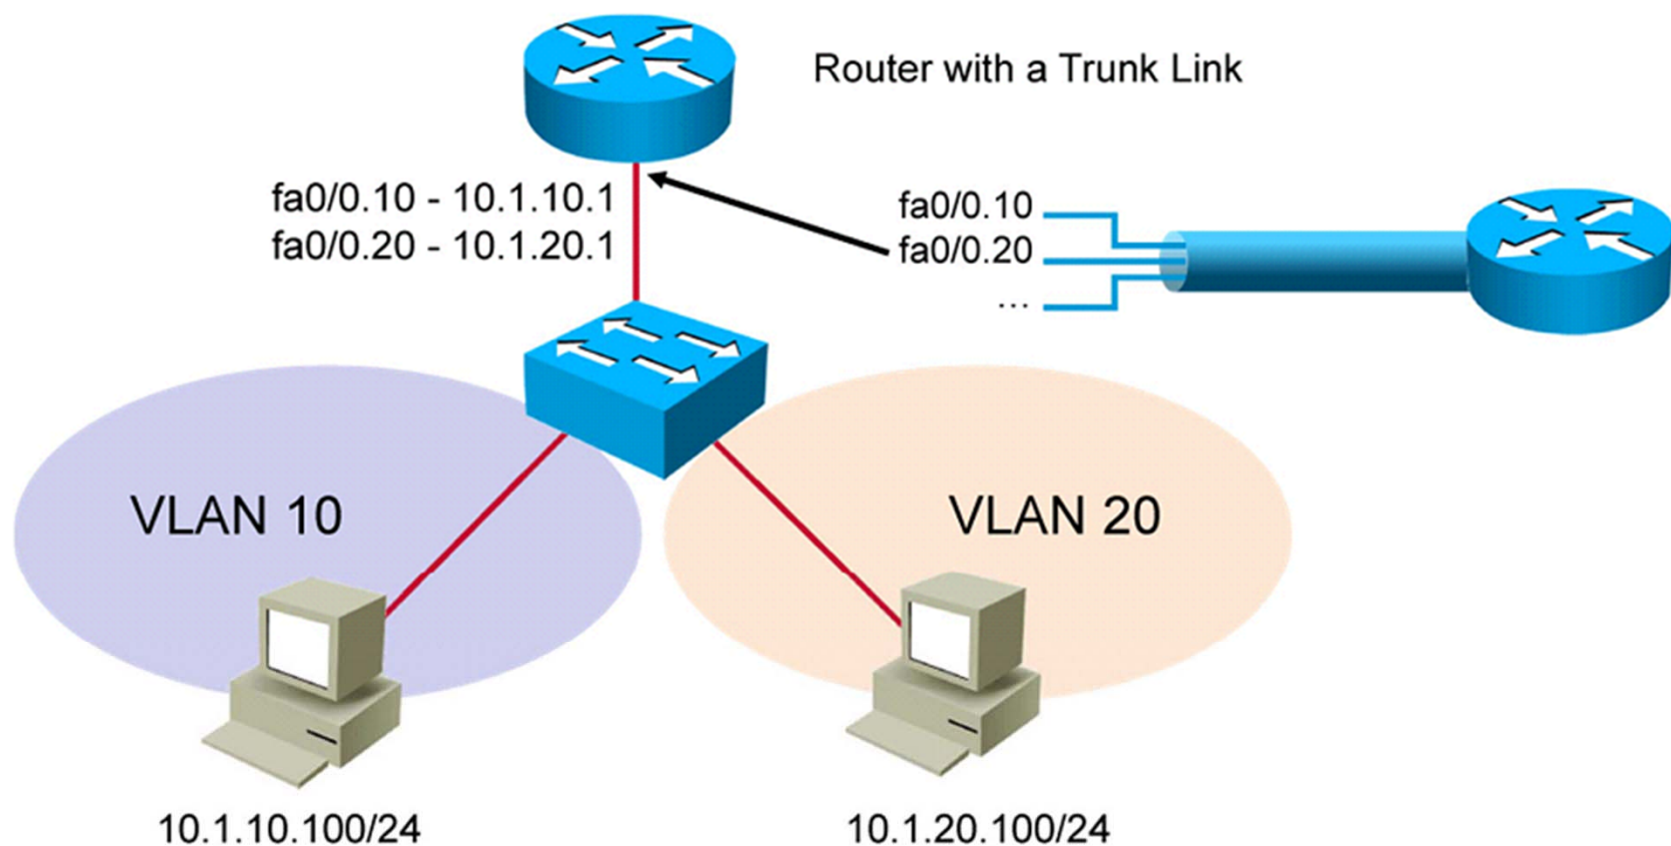 Router with a Trunk Link
fa0/0.10 - 10.1.10.1
fa0/0.20 - 10.1.20.1
fa0/0.10
fa0/0.20
...
VLAN 10
VLAN 20
10.1.10.100/24
10.1.20.100/24